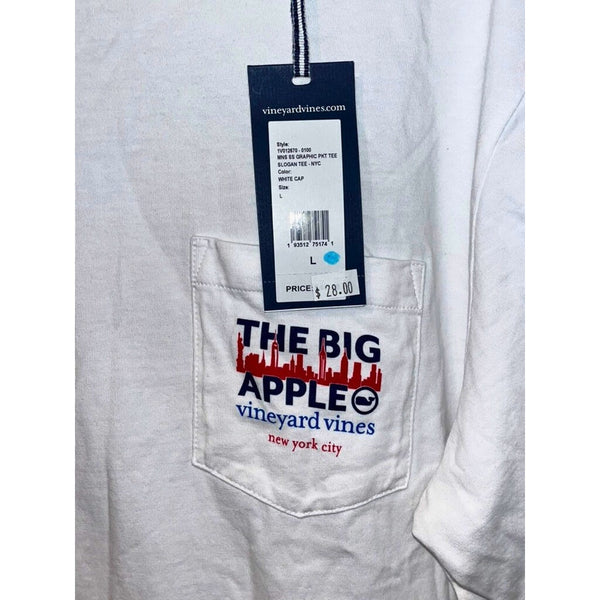 vineyardvines.com
Style:
1V012670 - 0100
MNS SS GRAPHIC PKT TEE
SLOGAN TEE - NYC
Color:
WHITE CAP
Size:
L
1 93512 75174 1
L
PRICE:
$ 28.00
THE BIG
APPLE
vineyard vines
new york city